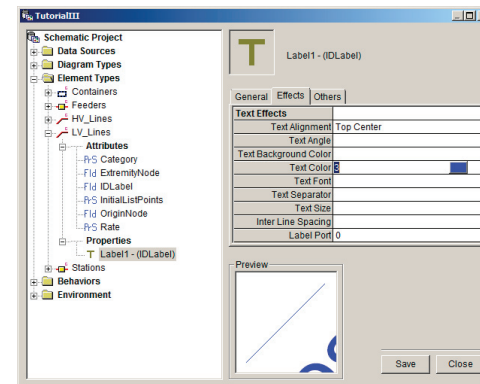 TutorialIII
Schematic Project
Data Sources
Diagram Types
Element Types
Containers
Feeders
HV_Lines
LV_Lines
Attributes
A-S Category
Fld ExtremityNode
Fld IDLabel
A-S InitialListPoints
Fld OriginNode
A-S Rate
Properties
T Label1 - (IDLabel)
Stations
Behaviors
Environment
T
Label1 - (IDLabel)
General Effects Others
Text Effects
Text Alignment Top Center
Text Angle
Text Background Color
Text Color 3
Text Font
Text Separator
Text Size
Inter Line Spacing
Label Port 0
Preview
Save Close